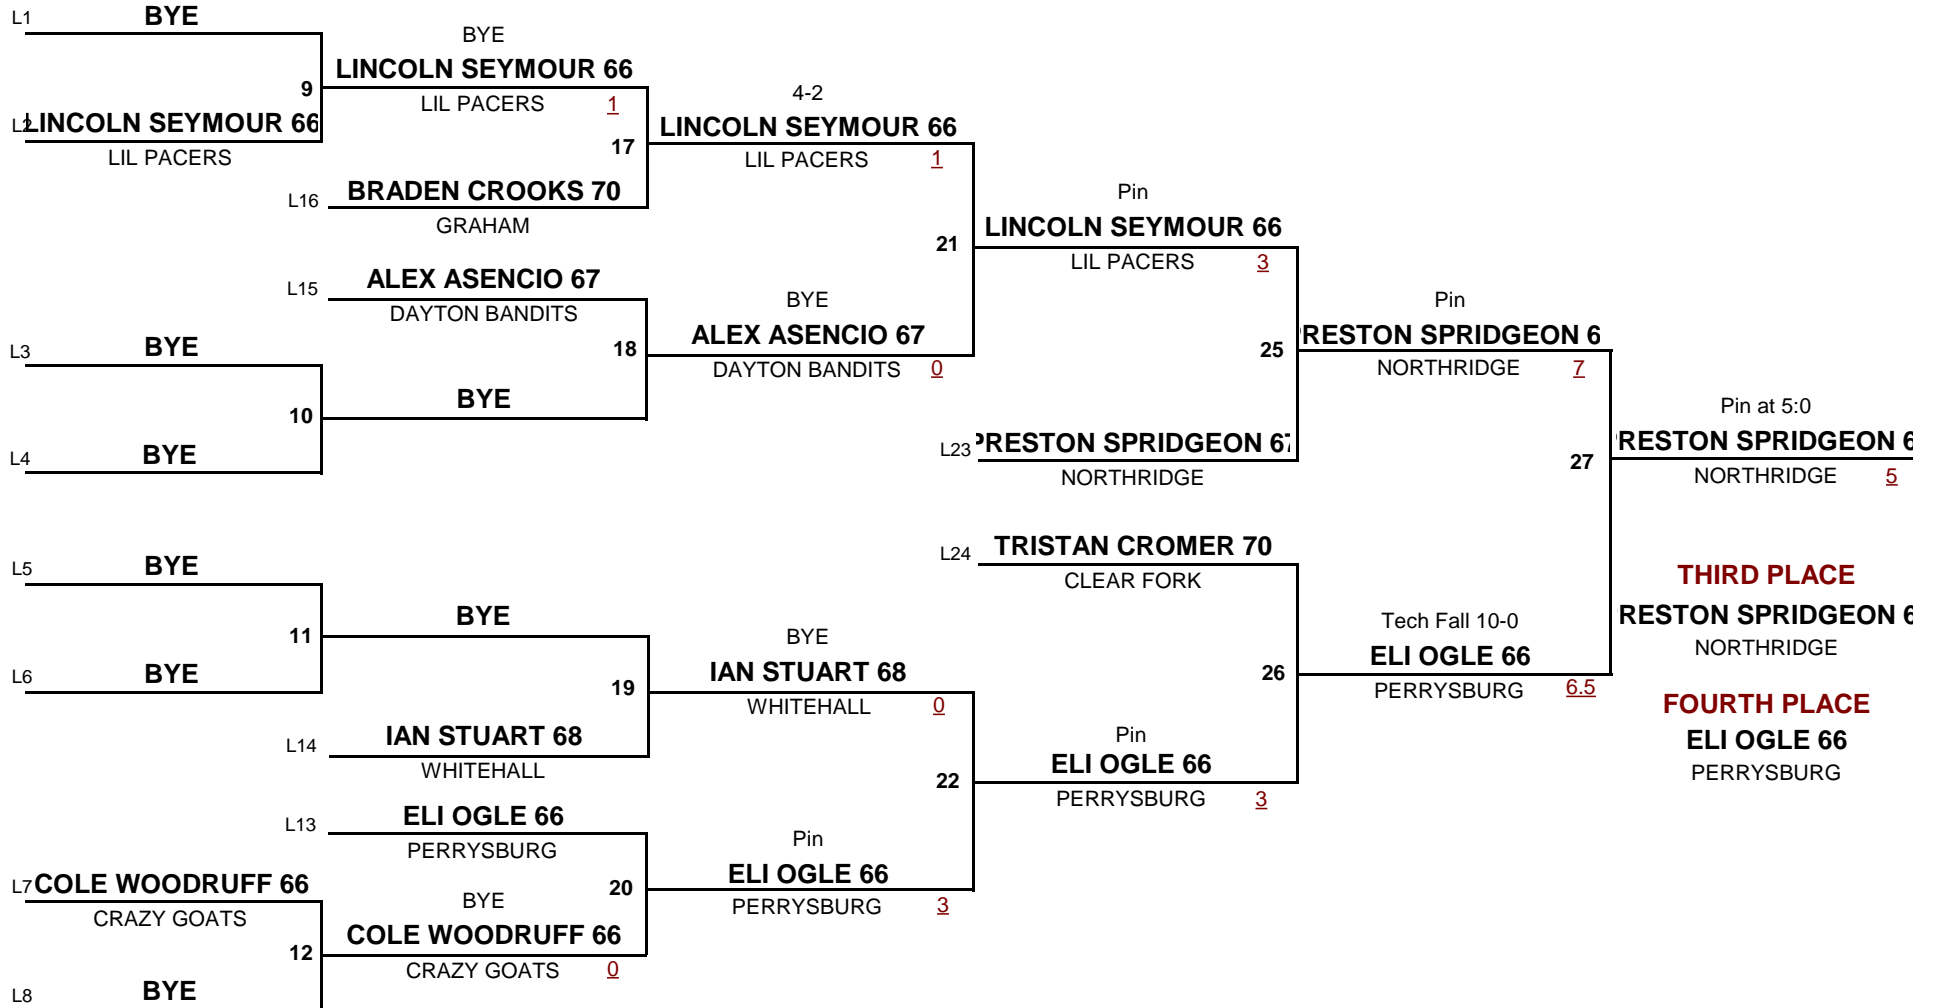 L1 BYE
BYE
LINCOLN SEYMOUR 66
9
LIL PACERS 1
L2 LINCOLN SEYMOUR 66
LIL PACERS
4-2
LINCOLN SEYMOUR 66
17
LIL PACERS 1
L16 BRADEN CROOKS 70
GRAHAM
Pin
LINCOLN SEYMOUR 66
21
LIL PACERS 3
L15 ALEX ASENCIO 67
DAYTON BANDITS
BYE
ALEX ASENCIO 67
18
DAYTON BANDITS 0
L3 BYE
BYE
10
L4 BYE
Pin
RESTON SPRIDGEON 6
25
NORTHRIDGE 7
L23 PRESTON SPRIDGEON 67
NORTHRIDGE
Pin at 5:0
RESTON SPRIDGEON 6
27
NORTHRIDGE 5
L24 TRISTAN CROMER 70
CLEAR FORK
L5 BYE
BYE
11
L6 BYE
BYE
IAN STUART 68
19
WHITEHALL 0
L14 IAN STUART 68
WHITEHALL
Tech Fall 10-0
ELI OGLE 66
26
PERRYSBURG 6.5
THIRD PLACE
RESTON SPRIDGEON 6
NORTHRIDGE
FOURTH PLACE
ELI OGLE 66
PERRYSBURG
Pin
ELI OGLE 66
22
PERRYSBURG 3
L13 ELI OGLE 66
PERRYSBURG
Pin
ELI OGLE 66
20
PERRYSBURG 3
L7 COLE WOODRUFF 66
CRAZY GOATS
BYE
COLE WOODRUFF 66
12
CRAZY GOATS 0
L8 BYE